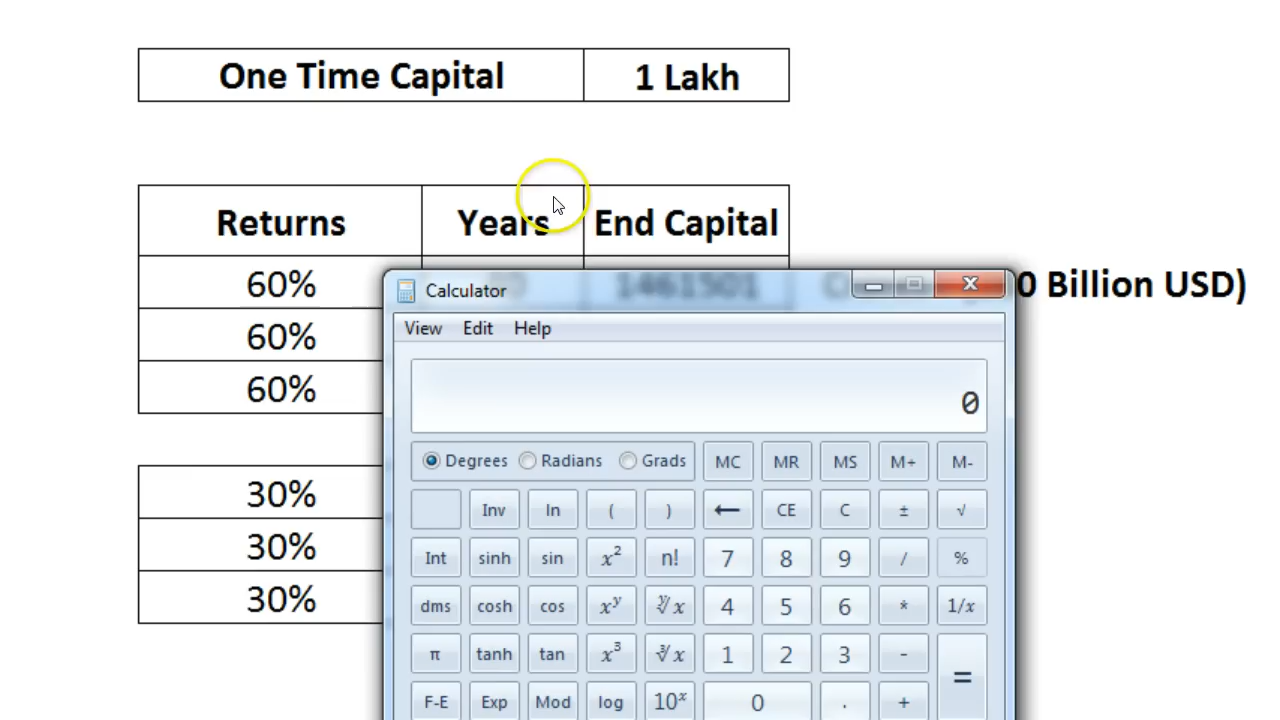 One Time Capital 1 Lakh
Returns Years End Capital
60% 1461501 0 Billion USD)
60%
60%
30%
30%
30%
Calculator
View Edit Help
0
Degrees Radians Grads MC MR MS M+ M-
Inv ln ( ) ← CE C ± √
Int sinh sin x² n! 7 8 9 / %
dms cosh cos xʸ ʸ√x 4 5 6 * 1/x
π tanh tan x³ ³√x 1 2 3 - =
F-E Exp Mod log 10ˣ 0 . +